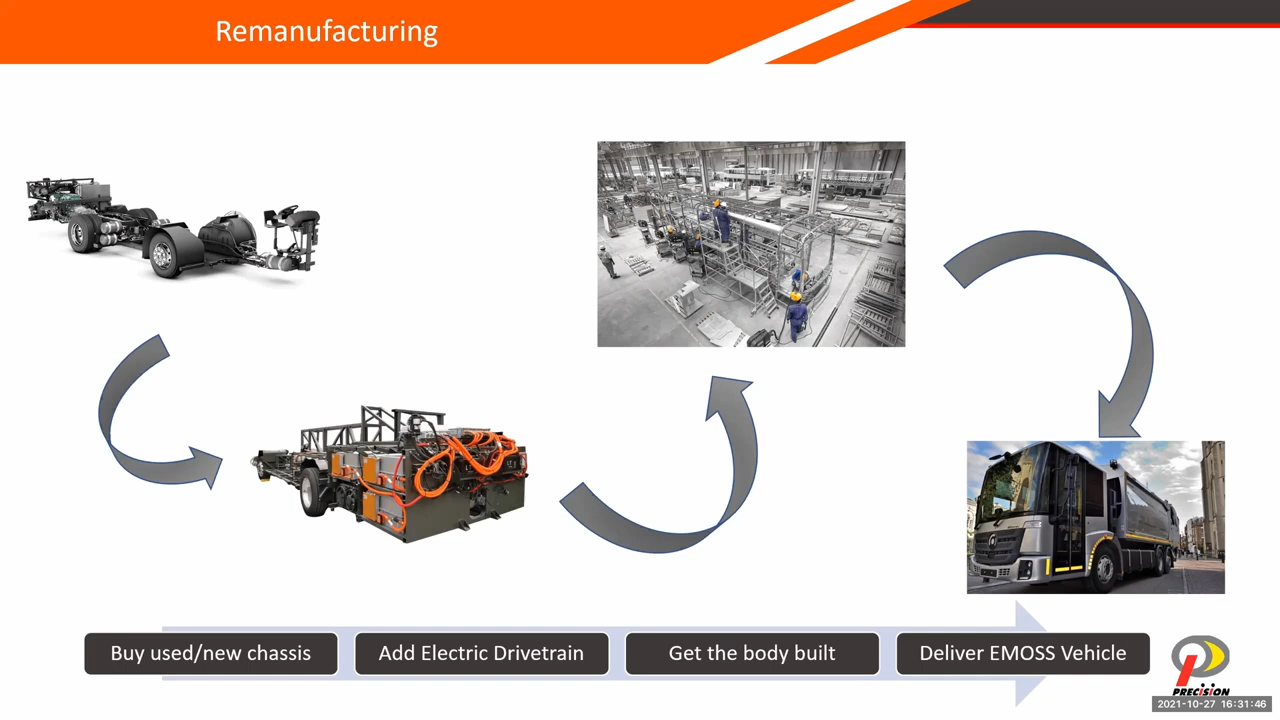 Remanufacturing
Buy used/new chassis
Add Electric Drivetrain
Get the body built
Deliver EMOSS Vehicle
PRECISION
2021-10-27 16:31:46